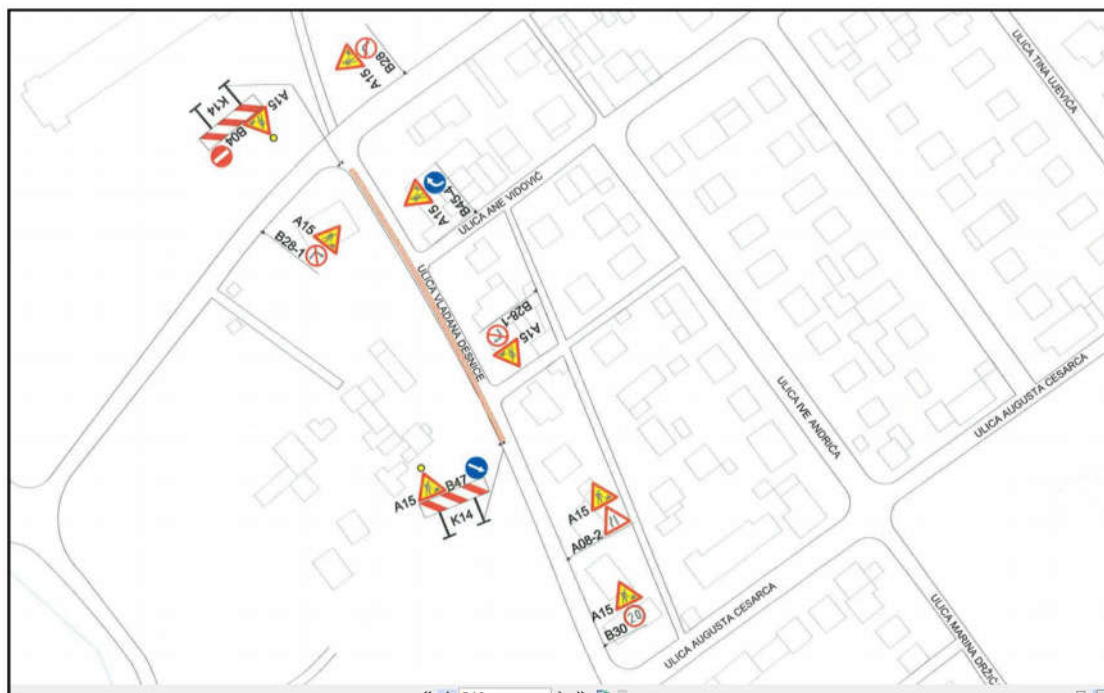 B28
A15
K14
A15
B04
A15
B28-1
A15
B45-4
ULICA ANE VIDOVIĆ
ULICA VLADANA DESNICE
B28-1
A15
ULICA TINA UJEVIĆA
ULICA IVE ANDRIĆA
ULICA AUGUSTA CESARCA
A15
B47
K14
A15
A08-2
A15
B30
20
ULICA AUGUSTA CESARCA
ULICA MARINA DRŽIĆ